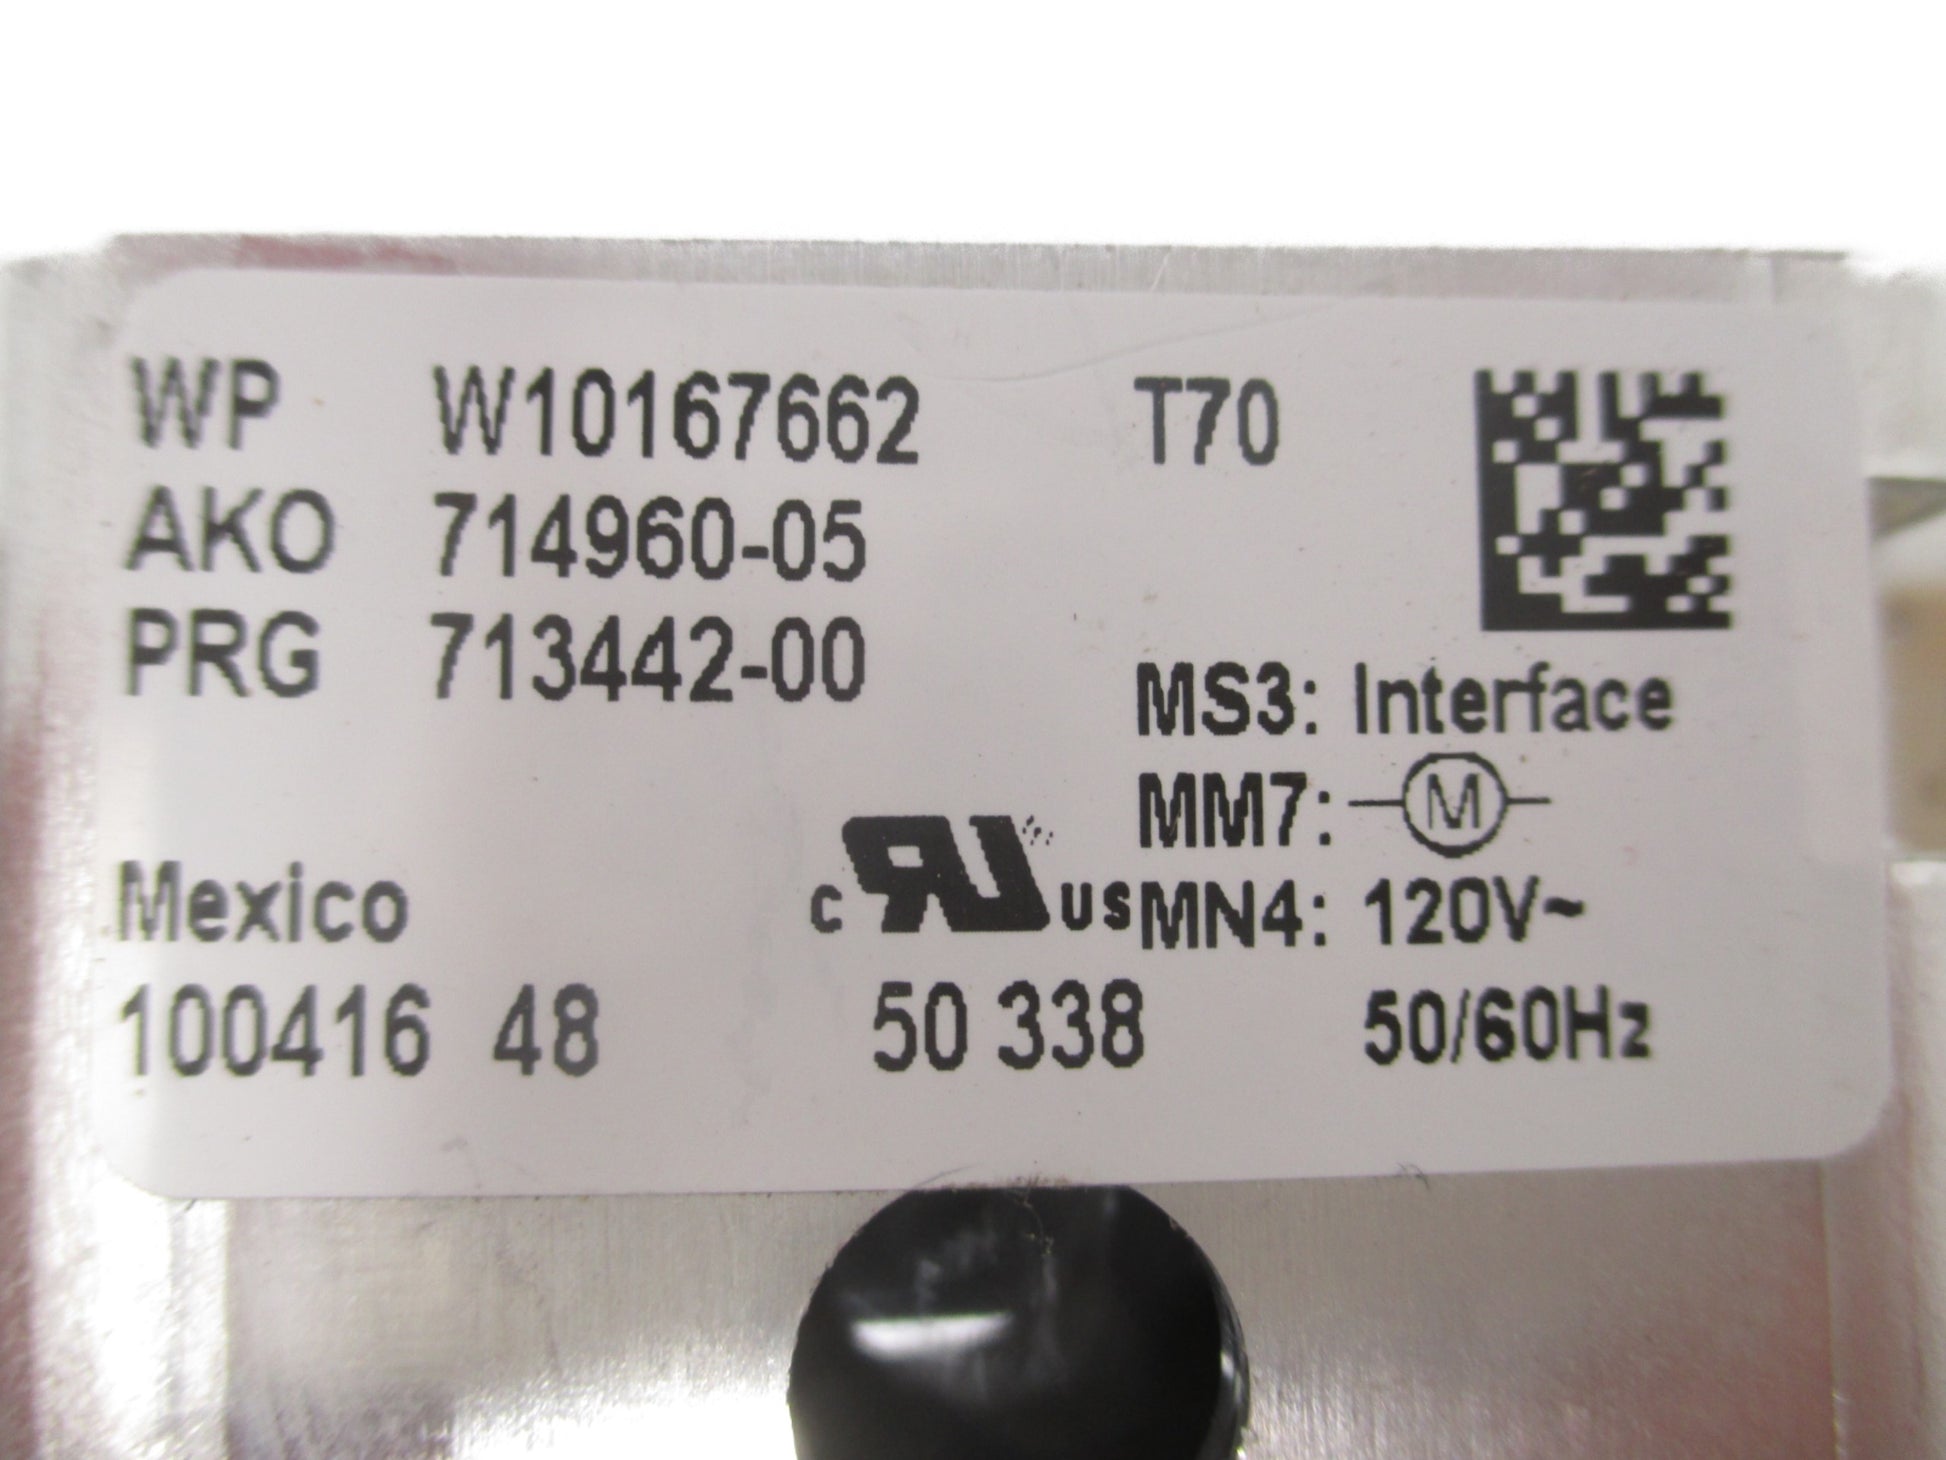 WP W10167662 T70
AKO 714960-05
PRG 713442-00
MS3: Interface
MM7: M
Mexico c RU US MN4: 120V~
100416 48 50 338 50/60Hz